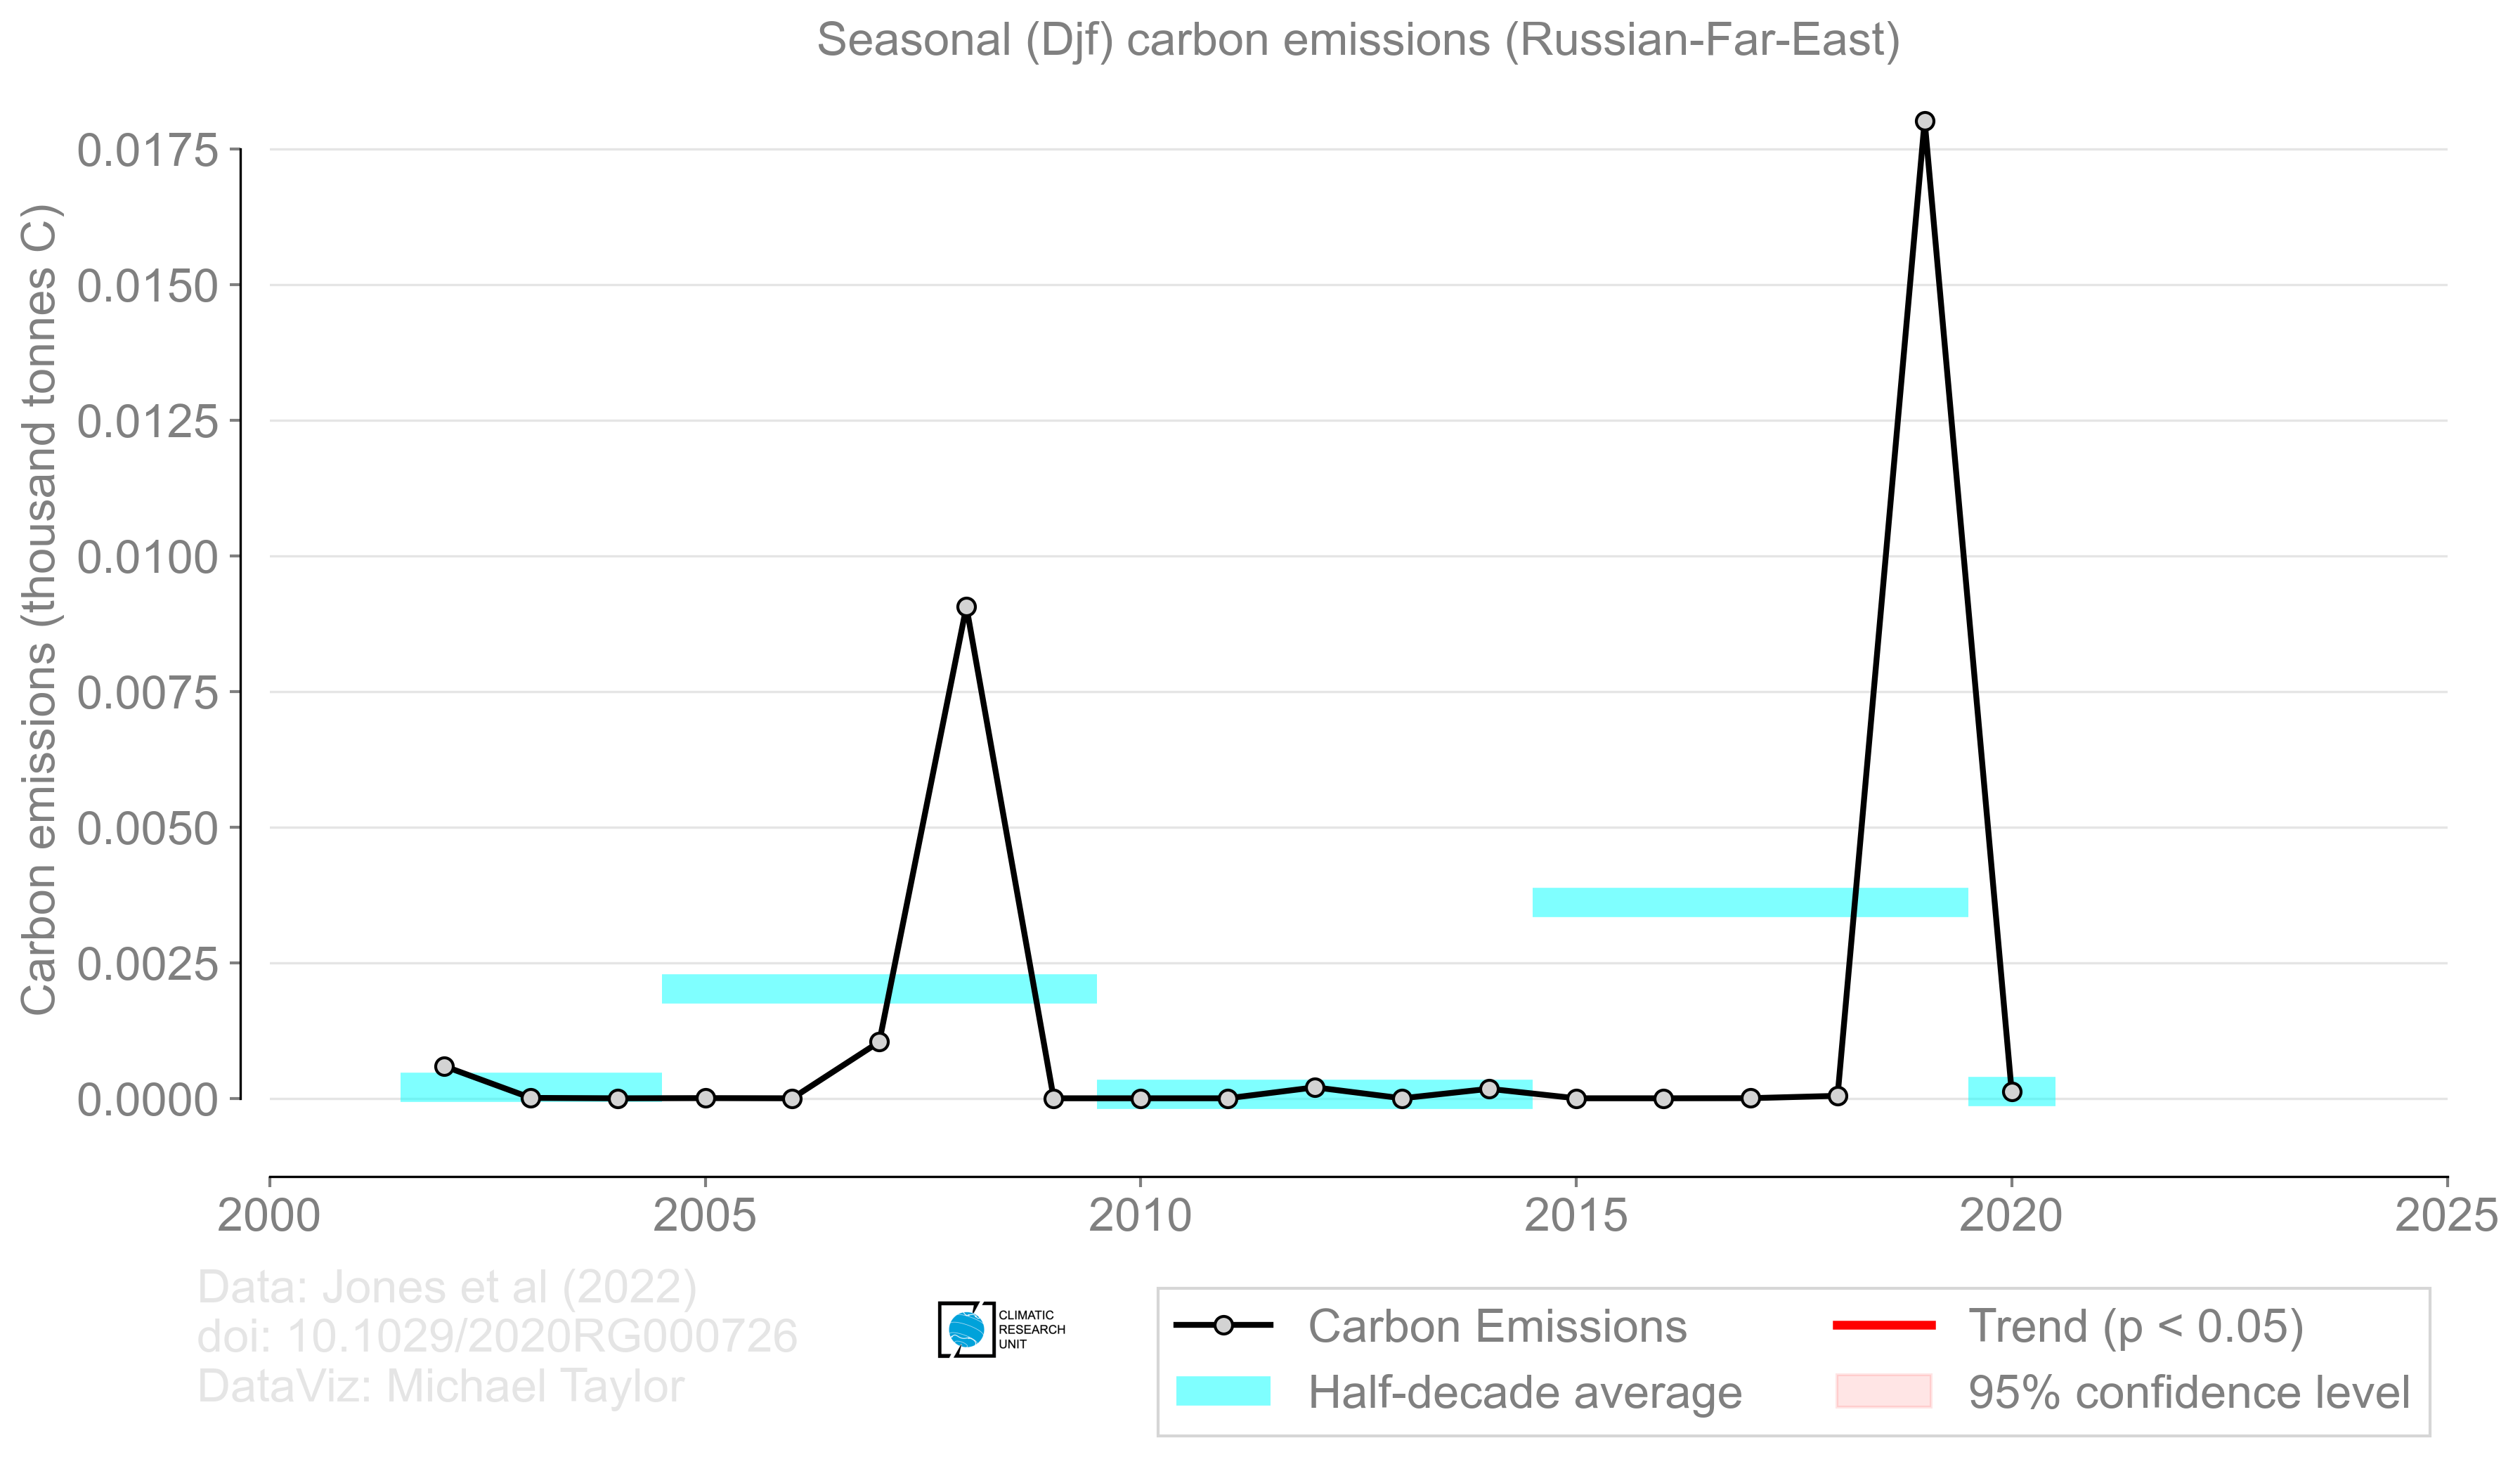 Seasonal (Djf) carbon emissions (Russian-Far-East)
Carbon emissions (thousand tonnes C)
0.0175
0.0150
0.0125
0.0100
0.0075
0.0050
0.0025
0.0000
2000 2005 2010 2015 2020 2025
Data: Jones et al (2022)
doi: 10.1029/2020RG000726
DataViz: Michael Taylor
CLIMATIC
RESEARCH
UNIT
Carbon Emissions
Half-decade average
Trend (p < 0.05)
95% confidence level